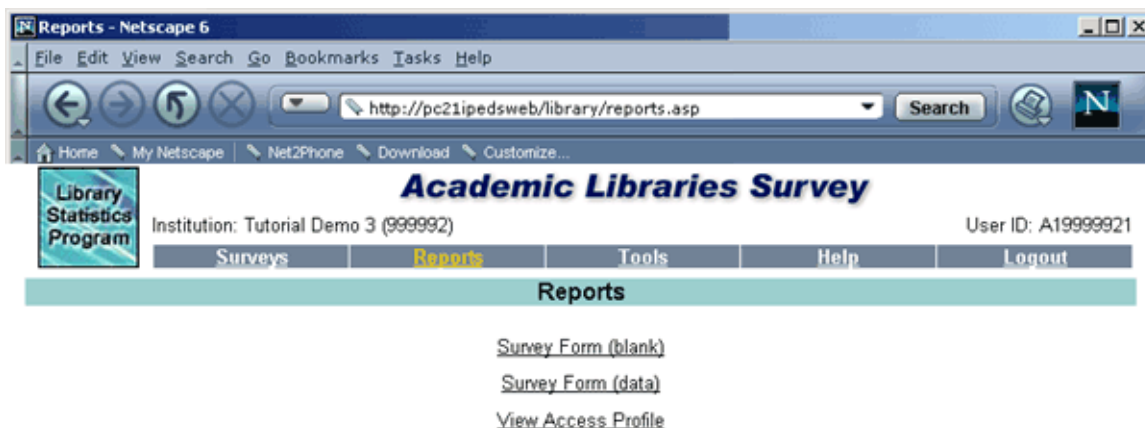 Reports - Netscape 6
File Edit View Search Go Bookmarks Tasks Help
http://pc21ipedsweb/library/reports.asp Search N
Home My Netscape Net2Phone Download Customize...
Library Statistics Program
Academic Libraries Survey
Institution: Tutorial Demo 3 (999992) User ID: A19999921
Surveys Reports Tools Help Logout
Reports
Survey Form (blank)
Survey Form (data)
View Access Profile